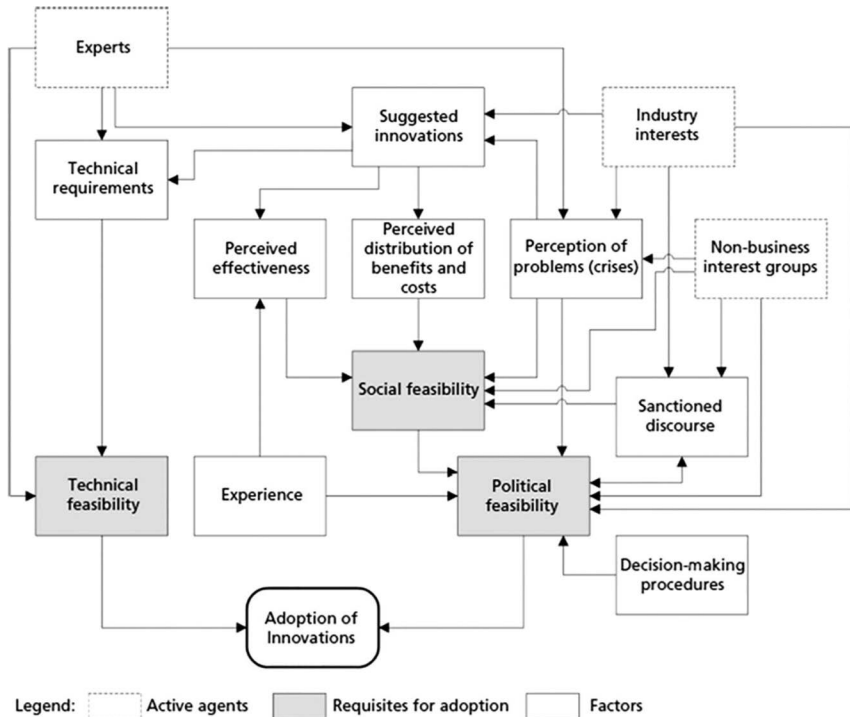 Experts
Suggested
innovations
Industry
interests
Technical
requirements
Perceived
effectiveness
Perceived
distribution of
benefits and
costs
Perception of
problems (crises)
Non-business
interest groups
Social feasibility
Sanctioned
discourse
Technical
feasibility
Experience
Political
feasibility
Decision-making
procedures
Adoption of
Innovations
Legend: Active agents Requisites for adoption Factors